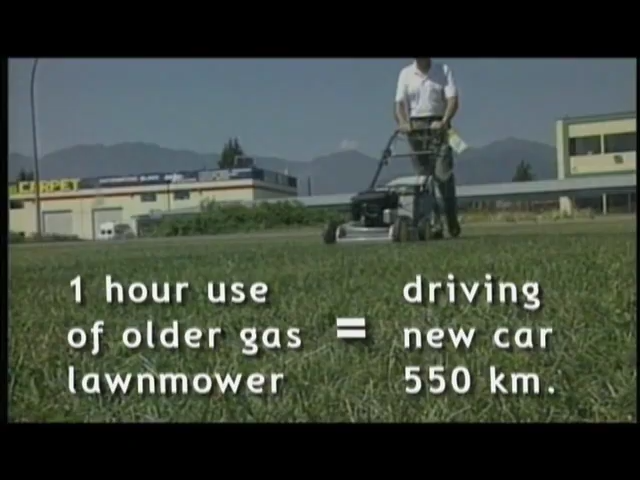 CARPET
1 hour use
of older gas
lawnmower
=
driving
new car
550 km.